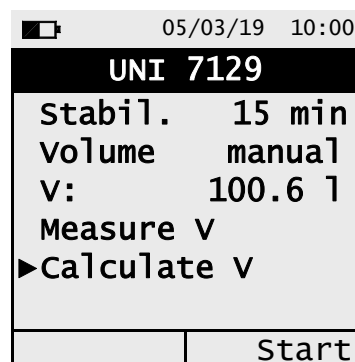 05/03/19 10:00
UNI 7129
Stabil. 15 min
Volume manual
V: 100.6 l
Measure V
▶Calculate V
Start